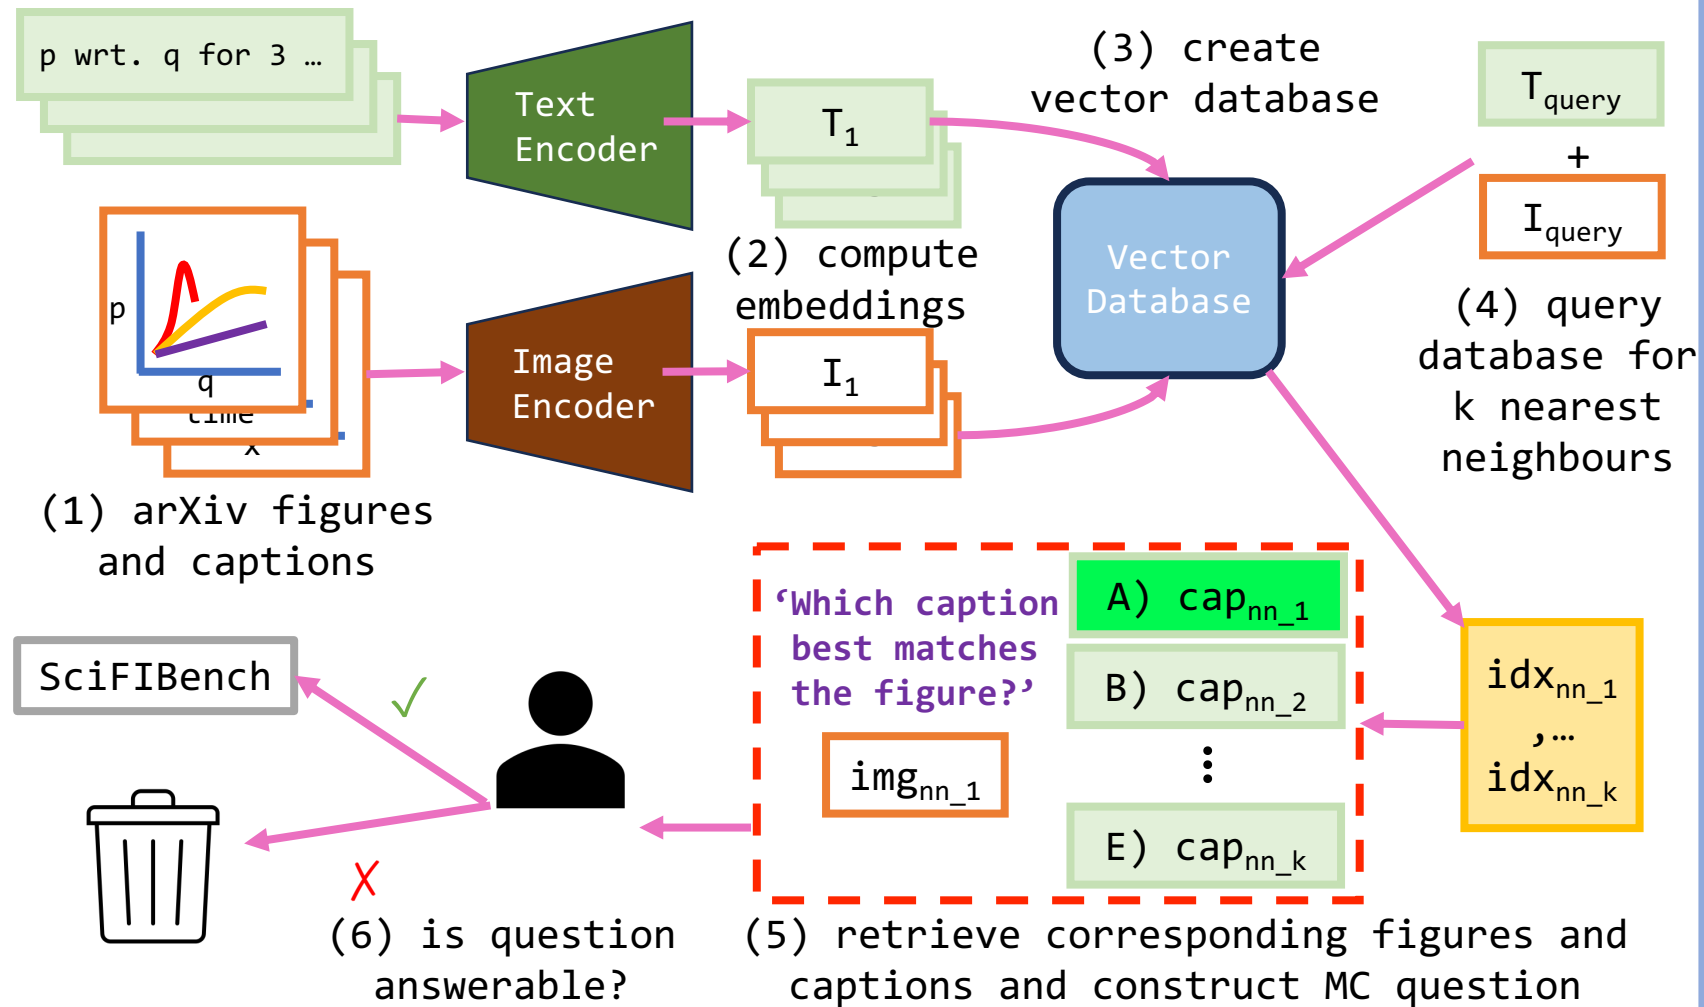 p wrt. q for 3 …
Text
Encoder
T1
(3) create
vector database
Tquery
+
Iquery
p
q
time
x
(1) arXiv figures
and captions
Image
Encoder
(2) compute
embeddings
I1
Vector
Database
(4) query
database for
k nearest
neighbours
idxnn_1
,…
idxnn_k
‘Which caption
best matches
the figure?’
imgnn_1
A) capnn_1
B) capnn_2
⋮
E) capnn_k
(5) retrieve corresponding figures and
captions and construct MC question
SciFIBench
✓
✗
(6) is question
answerable?